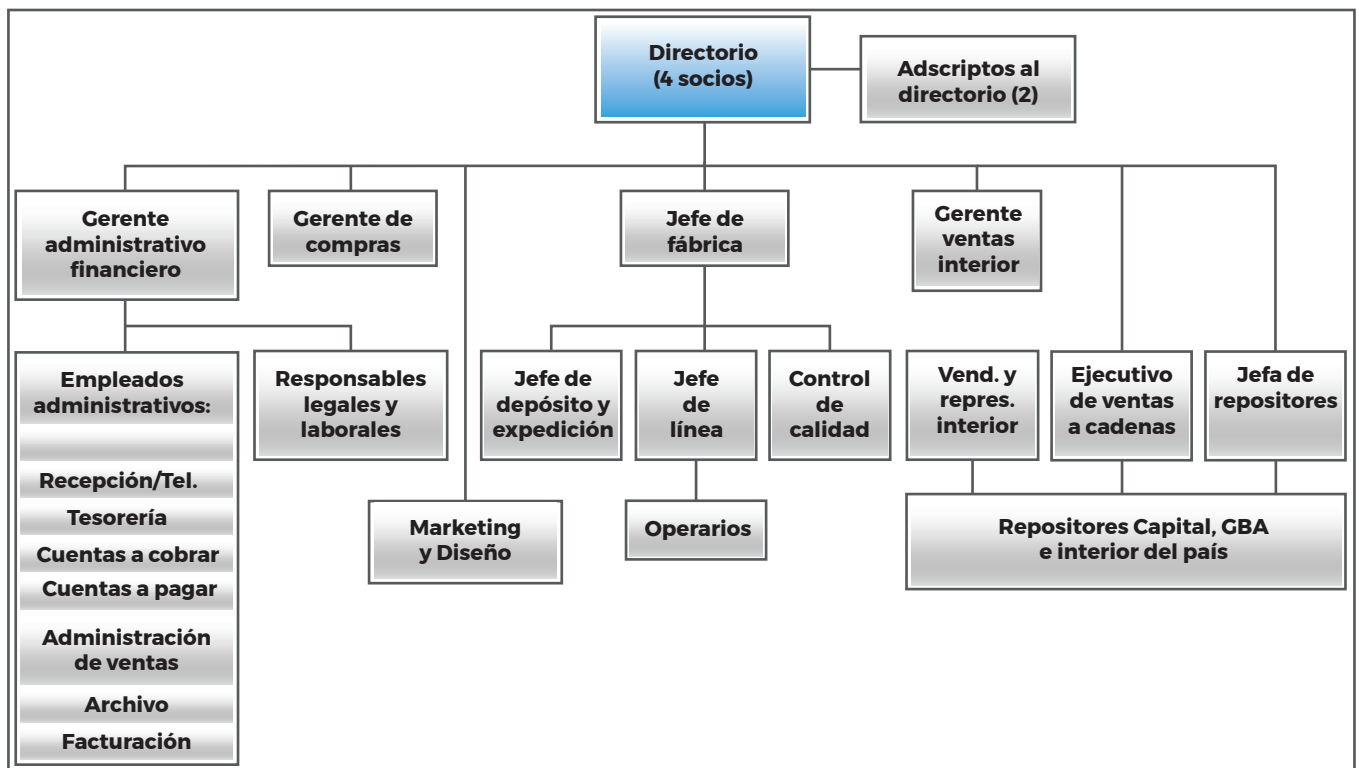 Directorio
(4 socios)
Adscriptos al
directorio (2)
Gerente
administrativo
financiero
Gerente de
compras
Jefe de
fábrica
Gerente
ventas
interior
Empleados
administrativos:
Recepción/Tel.
Tesorería
Cuentas a cobrar
Cuentas a pagar
Administración
de ventas
Archivo
Facturación
Responsables
legales y
laborales
Marketing
y Diseño
Jefe de
depósito y
expedición
Jefe
de
línea
Control
de
calidad
Operarios
Vend. y
repres.
interior
Ejecutivo
de ventas
a cadenas
Jefa de
repositores
Repositores Capital, GBA
e interior del país